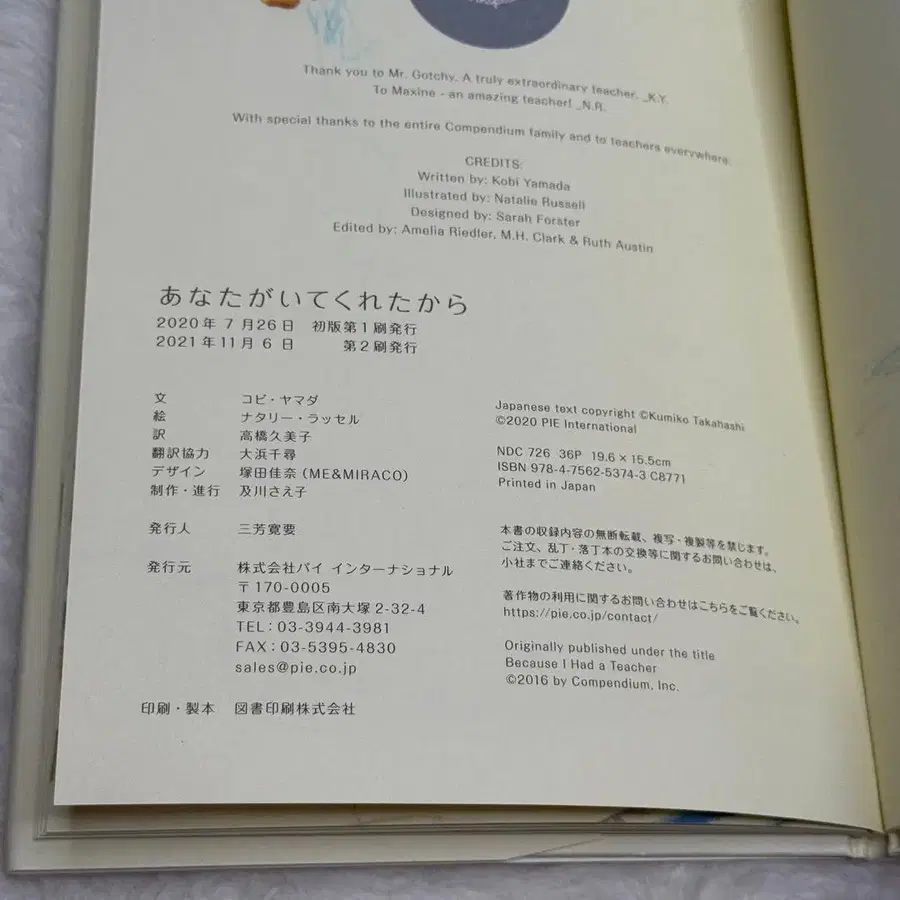 Thank you to Mr. Gotchy. A truly extraordinary teacher. _K.Y.
To Maxine - an amazing teacher! _N.R.
With special thanks to the entire Compendium family and to teachers everywhere.
CREDITS:
Written by: Kobi Yamada
Illustrated by: Natalie Russell
Designed by: Sarah Forster
Edited by: Amelia Riedler, M.H. Clark & Ruth Austin
あなたがいてくれたから
2020年 7月26日 初版第1刷発行
2021年11月 6日 第2刷発行
文 コビ・ヤマダ
絵 ナタリー・ラッセル
訳 高橋久美子
翻訳協力 大浜千尋
デザイン 塚田佳奈(ME&MIRACO)
制作・進行 及川さえ子
発行人 三芳寛要
発行元 株式会社パイ インターナショナル
〒170-0005
東京都豊島区南大塚2-32-4
TEL:03-3944-3981
FAX:03-5395-4830
sales@pie.co.jp
印刷・製本 図書印刷株式会社
Japanese text copyright ©Kumiko Takahashi
©2020 PIE International
NDC 726 36P 19.6×15.5cm
ISBN 978-4-7562-5374-3 C8771
Printed in Japan
本書の収録内容の無断転載、複写・複製等を禁じます。
ご注文、乱丁・落丁本の交換等に関するお問い合わせは、
小社までご連絡ください。
著作物の利用に関するお問い合わせはこちらをご覧ください。
https://pie.co.jp/contact/
Originally published under the title
Because I Had a Teacher
©2016 by Compendium, Inc.